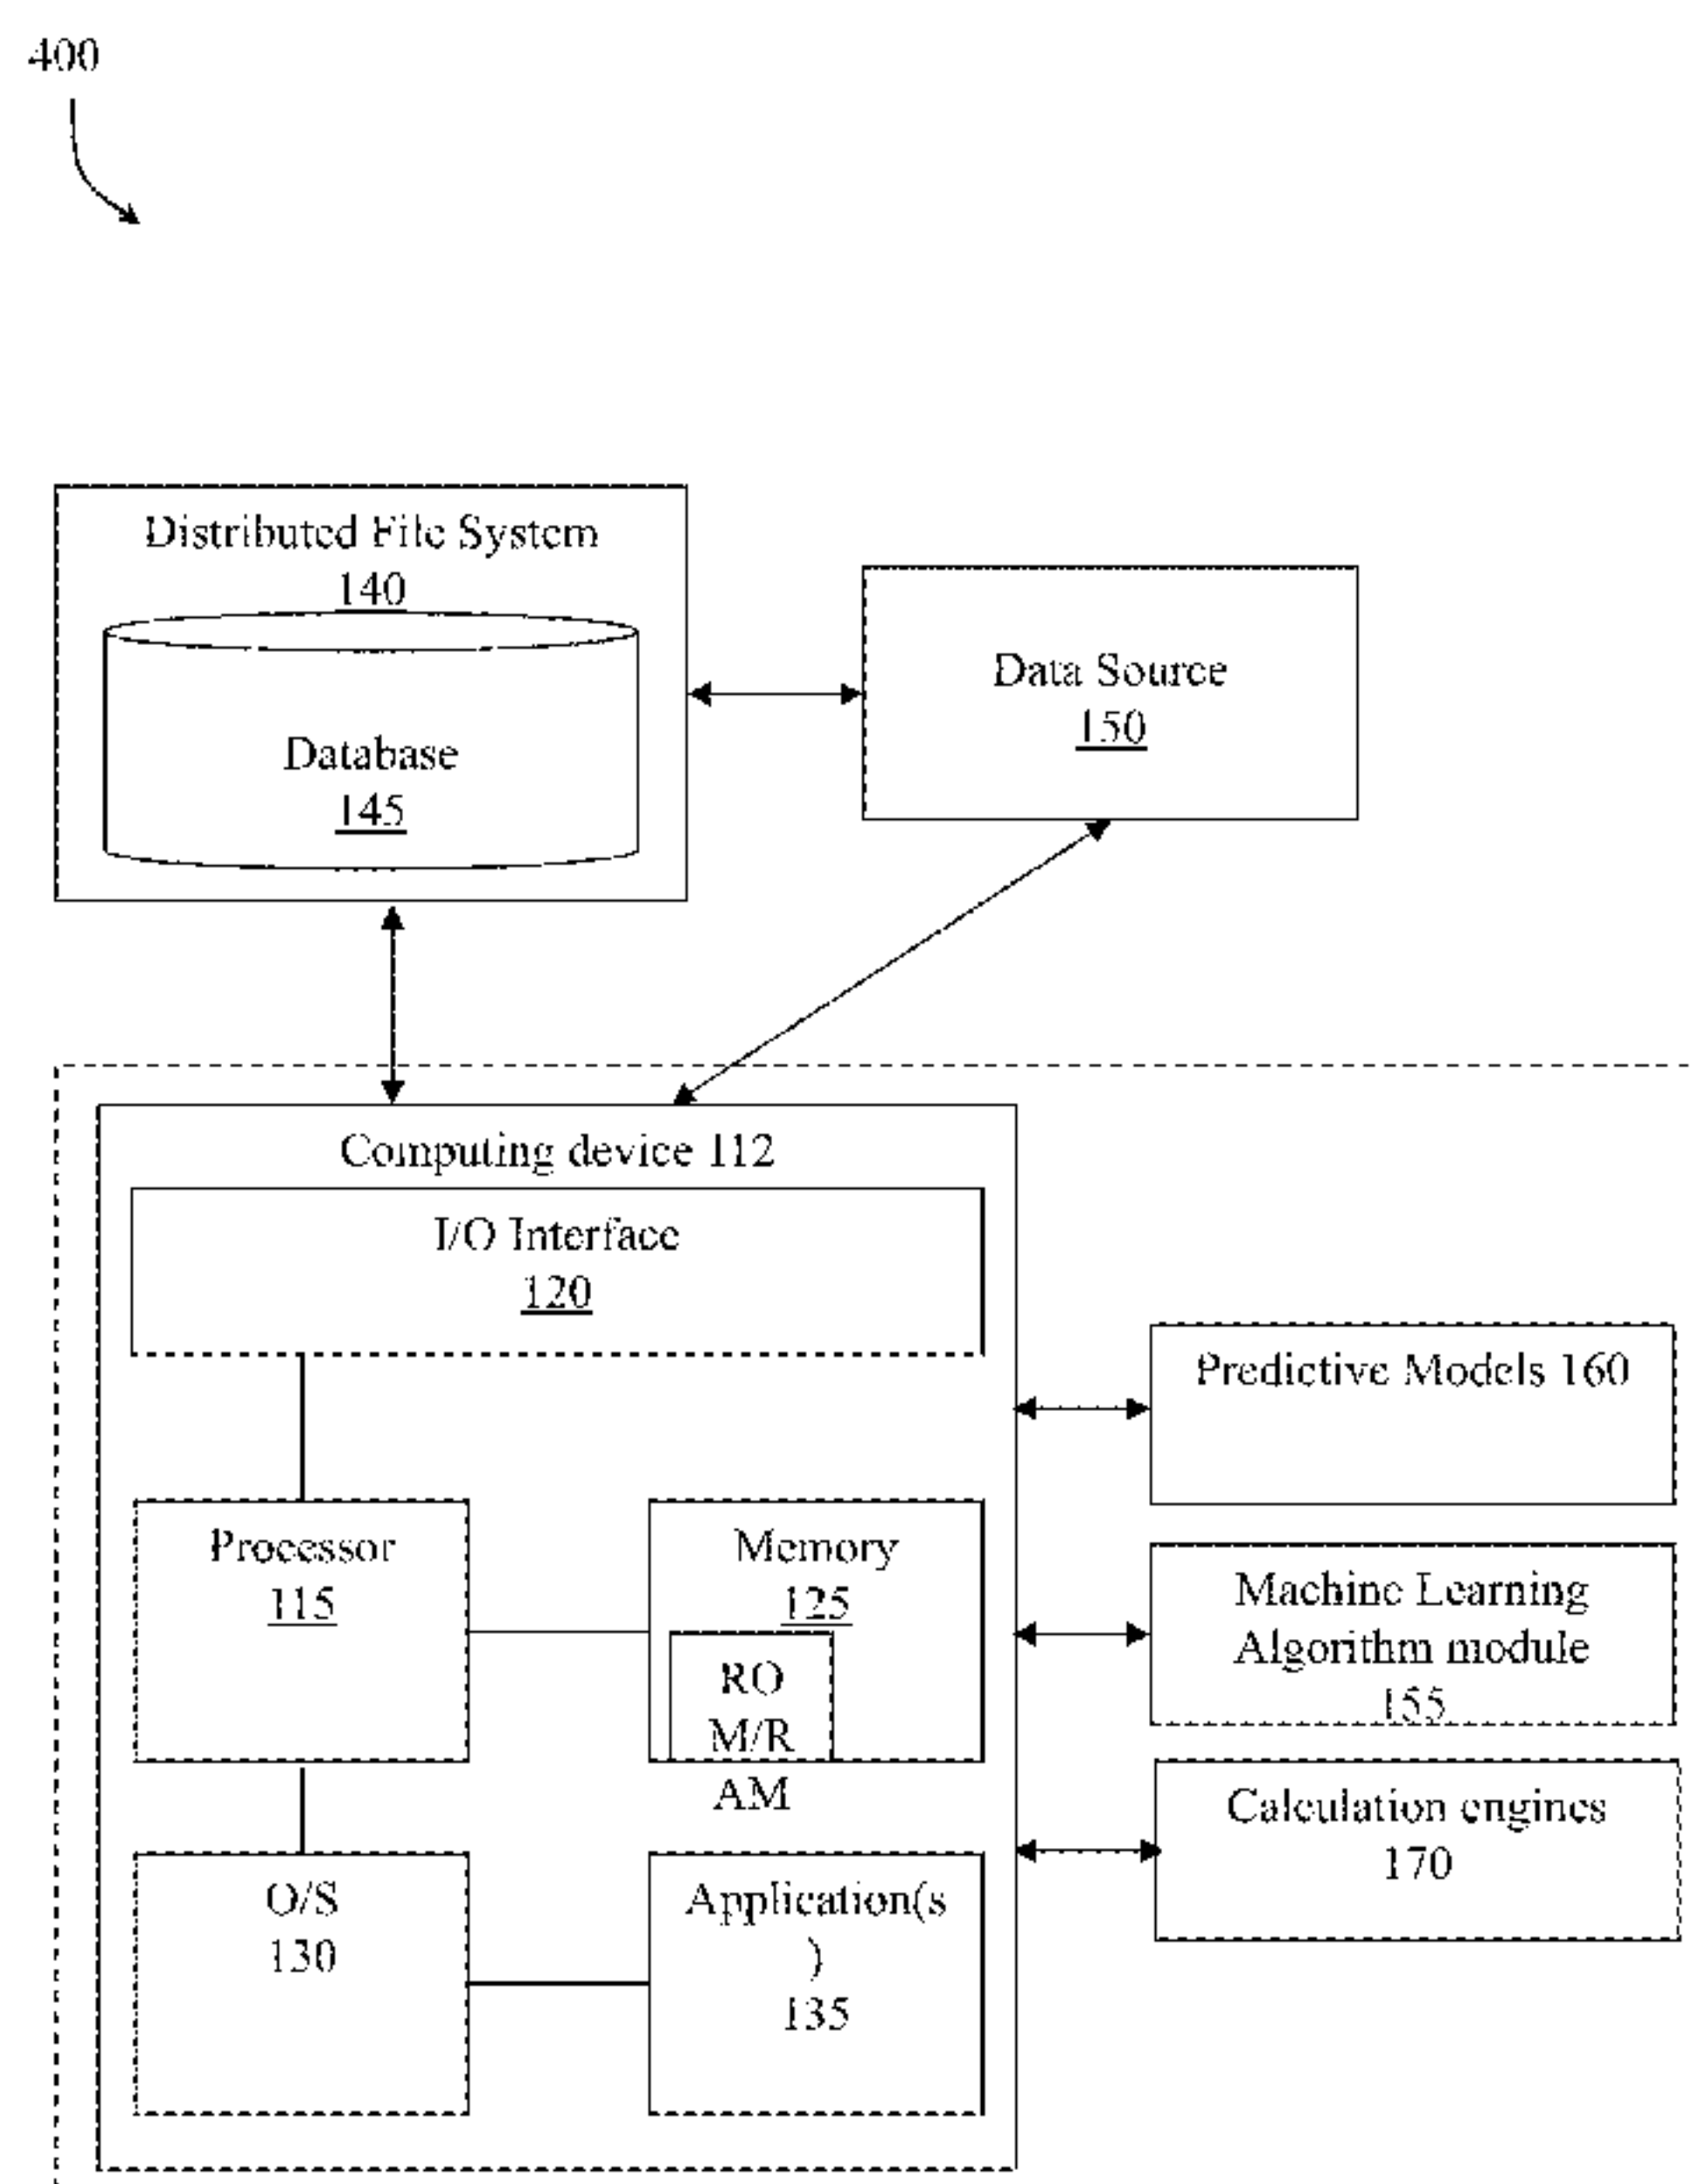 400
Distributed File System
140
Database
145
Data Source
150
Computing device 112
I/O Interface
120
Predictive Models 160
Processor
115
Memory
125
RO
M/R
AM
Machine Learning
Algorithm module
155
Calculation engines
170
O/S
130
Application(s
)
135